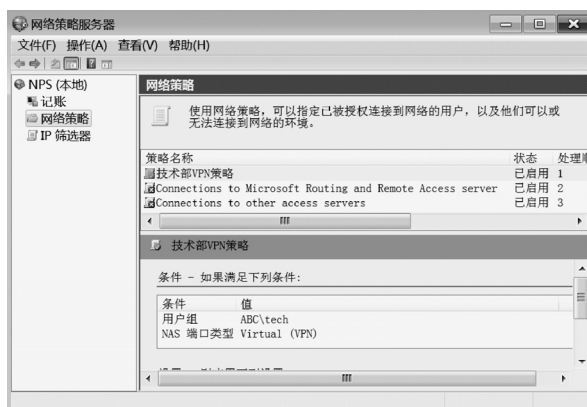 网络策略服务器
文件(F) 操作(A) 查看(V) 帮助(H)
NPS (本地)
记账
网络策略
IP 筛选器
网络策略
使用网络策略，可以指定已被授权连接到网络的用户，以及他们可以或
无法连接到网络的环境。
策略名称 状态 处理
技术部VPN策略 已启用 1
Connections to Microsoft Routing and Remote Access server 已启用 2
Connections to other access servers 已启用 3
技术部VPN策略
条件 - 如果满足下列条件:
条件 值
用户组 ABC\tech
NAS 端口类型 Virtual (VPN)